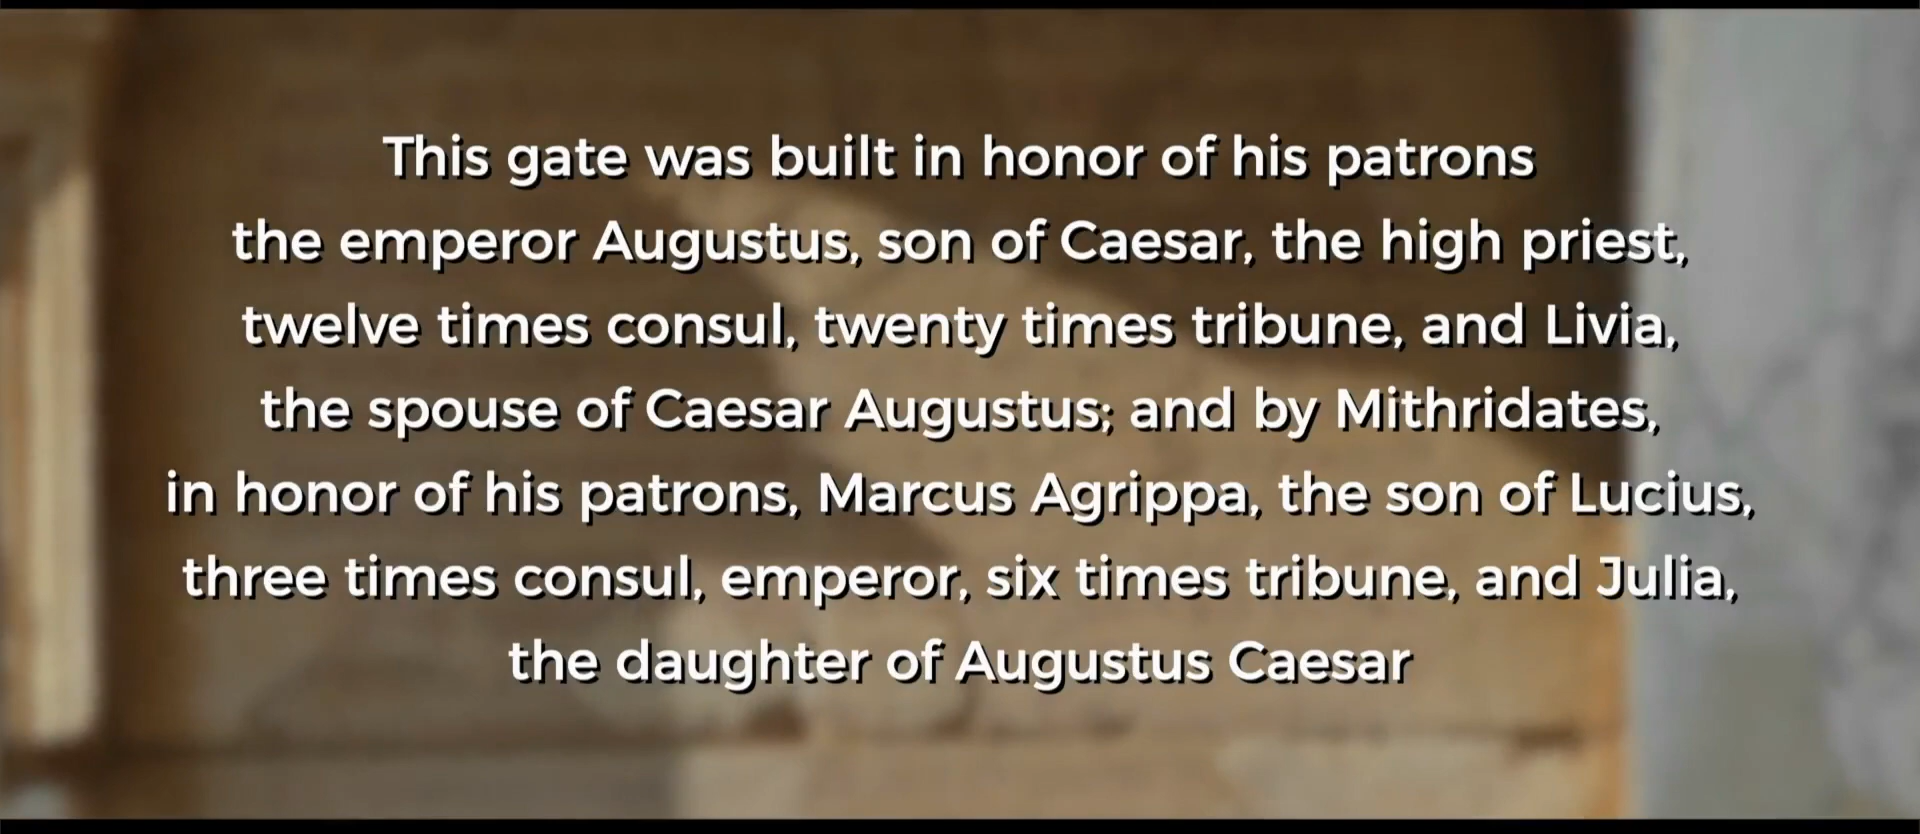 This gate was built in honor of his patrons
the emperor Augustus, son of Caesar, the high priest,
twelve times consul, twenty times tribune, and Livia,
the spouse of Caesar Augustus; and by Mithridates,
in honor of his patrons, Marcus Agrippa, the son of Lucius,
three times consul, emperor, six times tribune, and Julia,
the daughter of Augustus Caesar